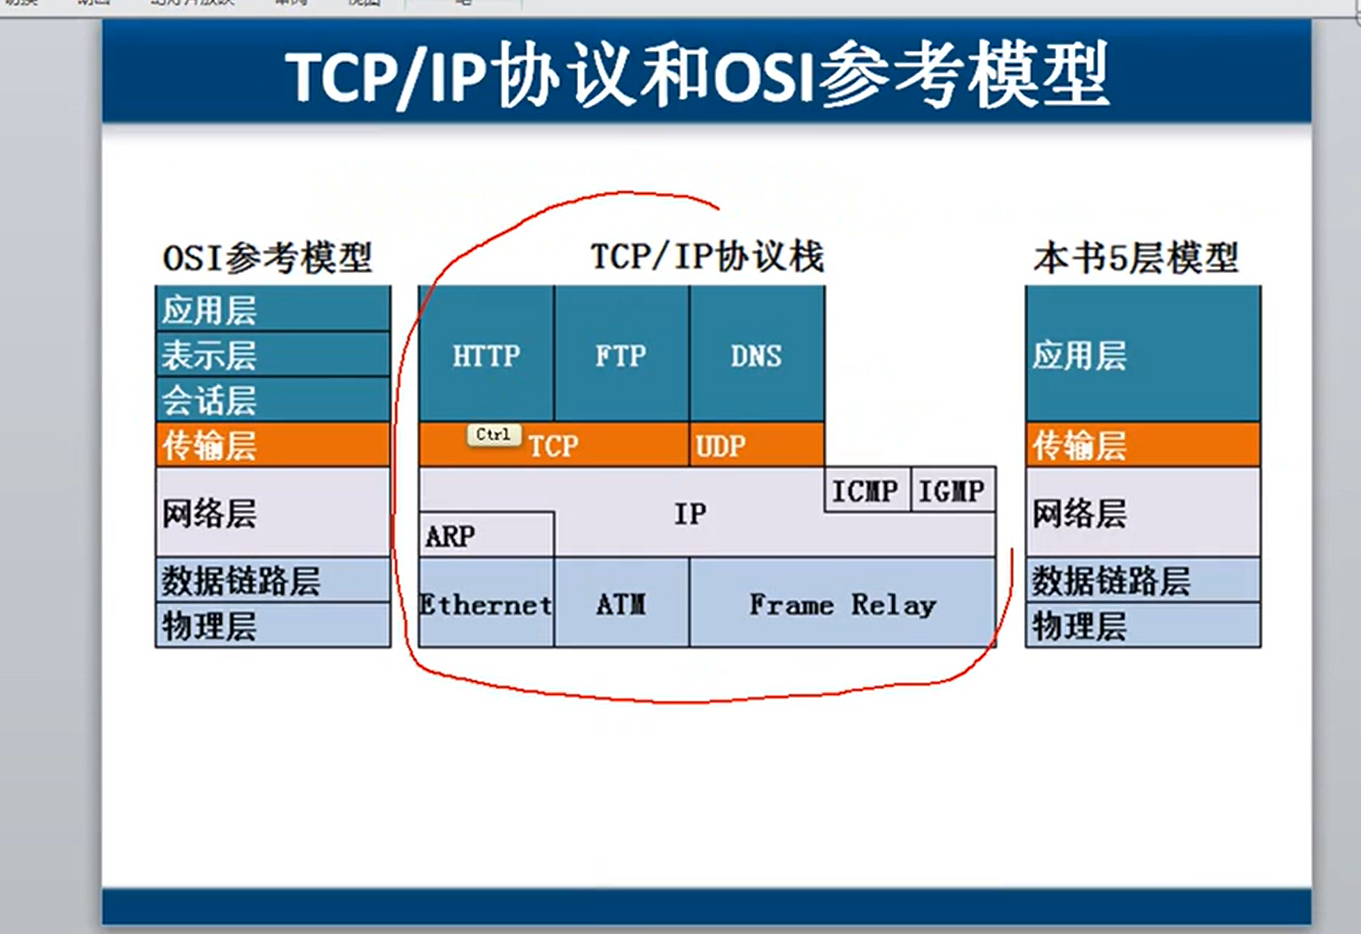 TCP/IP协议和OSI参考模型
OSI参考模型
应用层
表示层
会话层
传输层
网络层
数据链路层
物理层
TCP/IP协议栈
HTTP FTP DNS
Ctrl TCP UDP
ICMP IGMP
IP
ARP
Ethernet ATM Frame Relay
本书5层模型
应用层
传输层
网络层
数据链路层
物理层